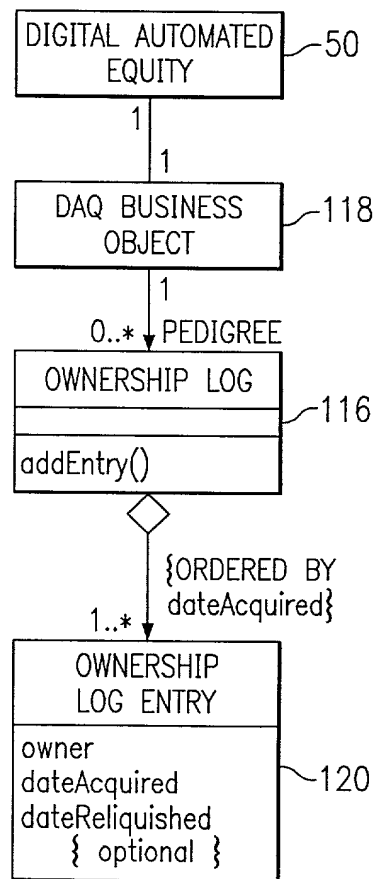 DIGITAL AUTOMATED
EQUITY
50
1
1
DAQ BUSINESS
OBJECT
118
1
0..* PEDIGREE
OWNERSHIP LOG
116
addEntry()
{ORDERED BY
dateAcquired}
1..*
OWNERSHIP
LOG ENTRY
owner
dateAcquired
120
dateReliquished
{ optional }